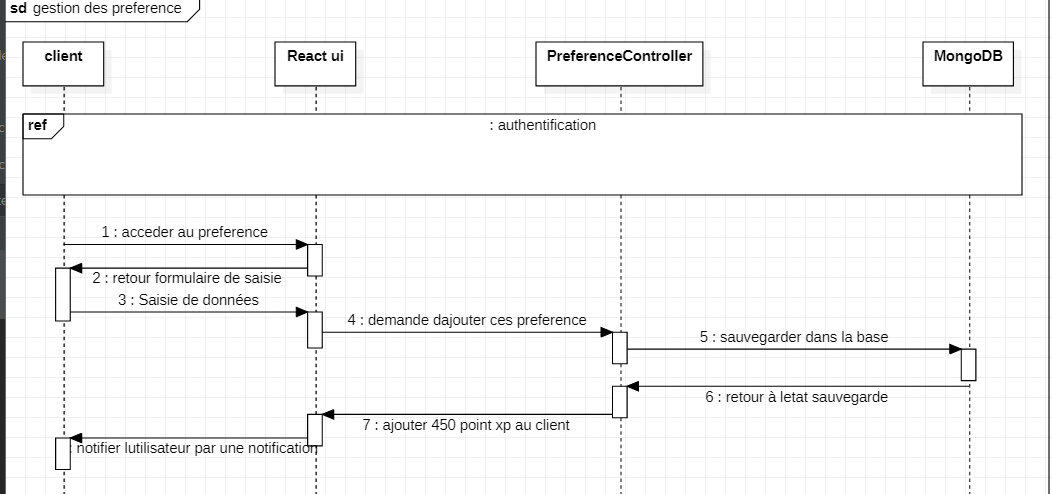 sd gestion des preference
client
React ui
PreferenceController
MongoDB
ref
: authentification
1 : acceder au preference
2 : retour formulaire de saisie
3 : Saisie de données
4 : demande dajouter ces preference
5 : sauvegarder dans la base
6 : retour à letat sauvegarde
7 : ajouter 450 point xp au client
: notifier lutilisateur par une notification